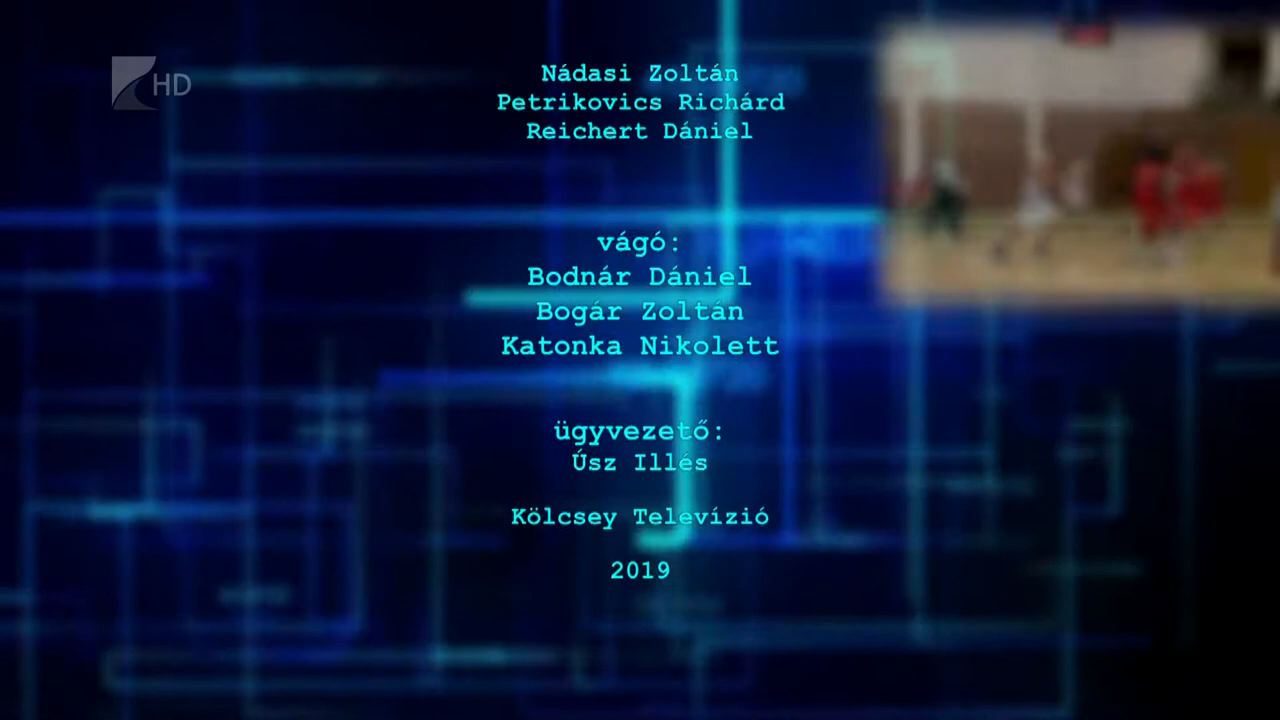 HD
Nádasi Zoltán
Petrikovics Richárd
Reichert Dániel
vágó:
Bodnár Dániel
Bogár Zoltán
Katonka Nikolett
ügyvezető:
Úsz Illés
Kölcsey Televízió
2019